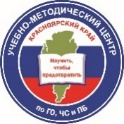 УЧЕБНО-МЕТОДИЧЕСКИЙ ЦЕНТР
КРАСНОЯРСКИЙ КРАЙ
Научить,
чтобы
предотвратить
ПО ГО, ЧС И ПБ